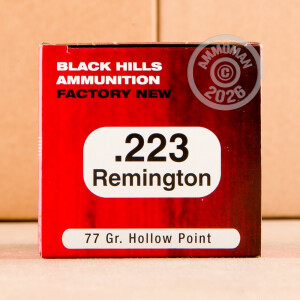 BLACK HILLS
AMMUNITION
FACTORY NEW
.223
Remington
77 Gr. Hollow Point
AMMOMAN
©
2026